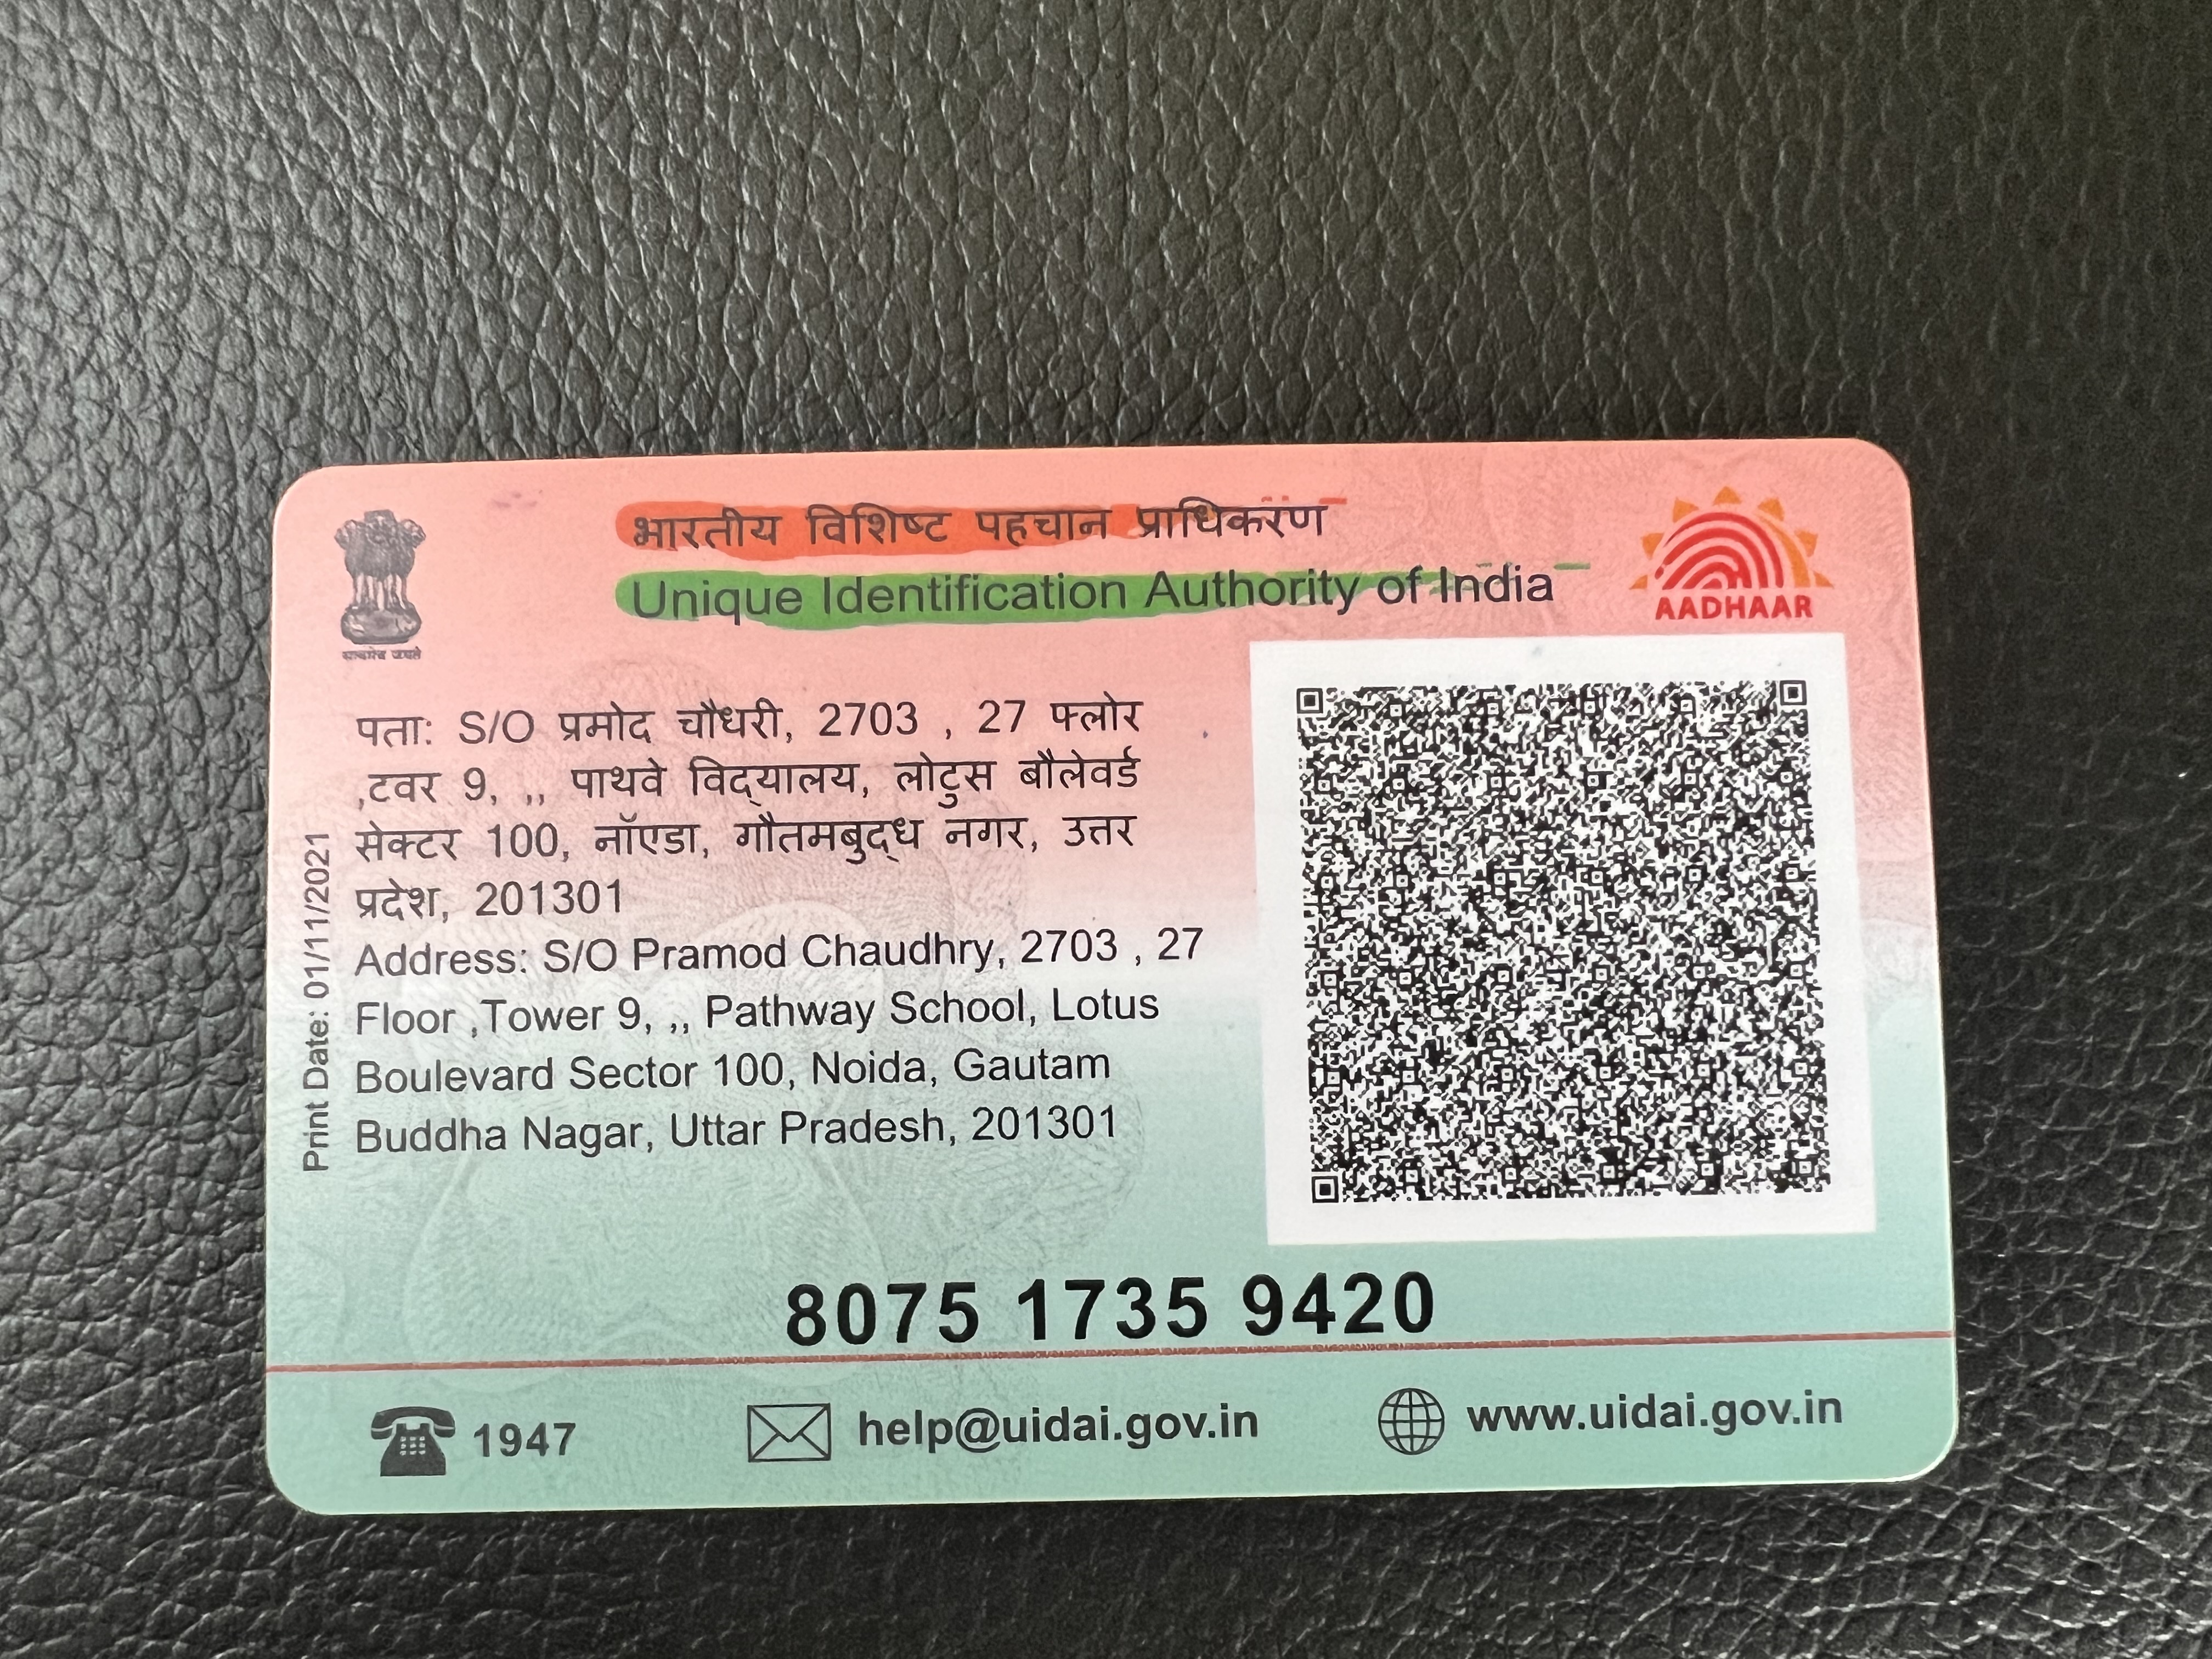 भारतीय विशिष्ट पहचान प्राधिकरण
Unique Identification Authority of India
AADHAAR
सत्यमेव जयते
पता: S/O प्रमोद चौधरी, 2703 , 27 फ्लोर
,टवर 9, ,, पाथवे विद्यालय, लोटुस बौलेवर्ड
सेक्टर 100, नॉएडा, गौतमबुद्ध नगर, उत्तर
प्रदेश, 201301
Address: S/O Pramod Chaudhry, 2703 , 27
Floor ,Tower 9, ,, Pathway School, Lotus
Boulevard Sector 100, Noida, Gautam
Buddha Nagar, Uttar Pradesh, 201301
Print Date: 01/11/2021
8075 1735 9420
1947
help@uidai.gov.in
www.uidai.gov.in